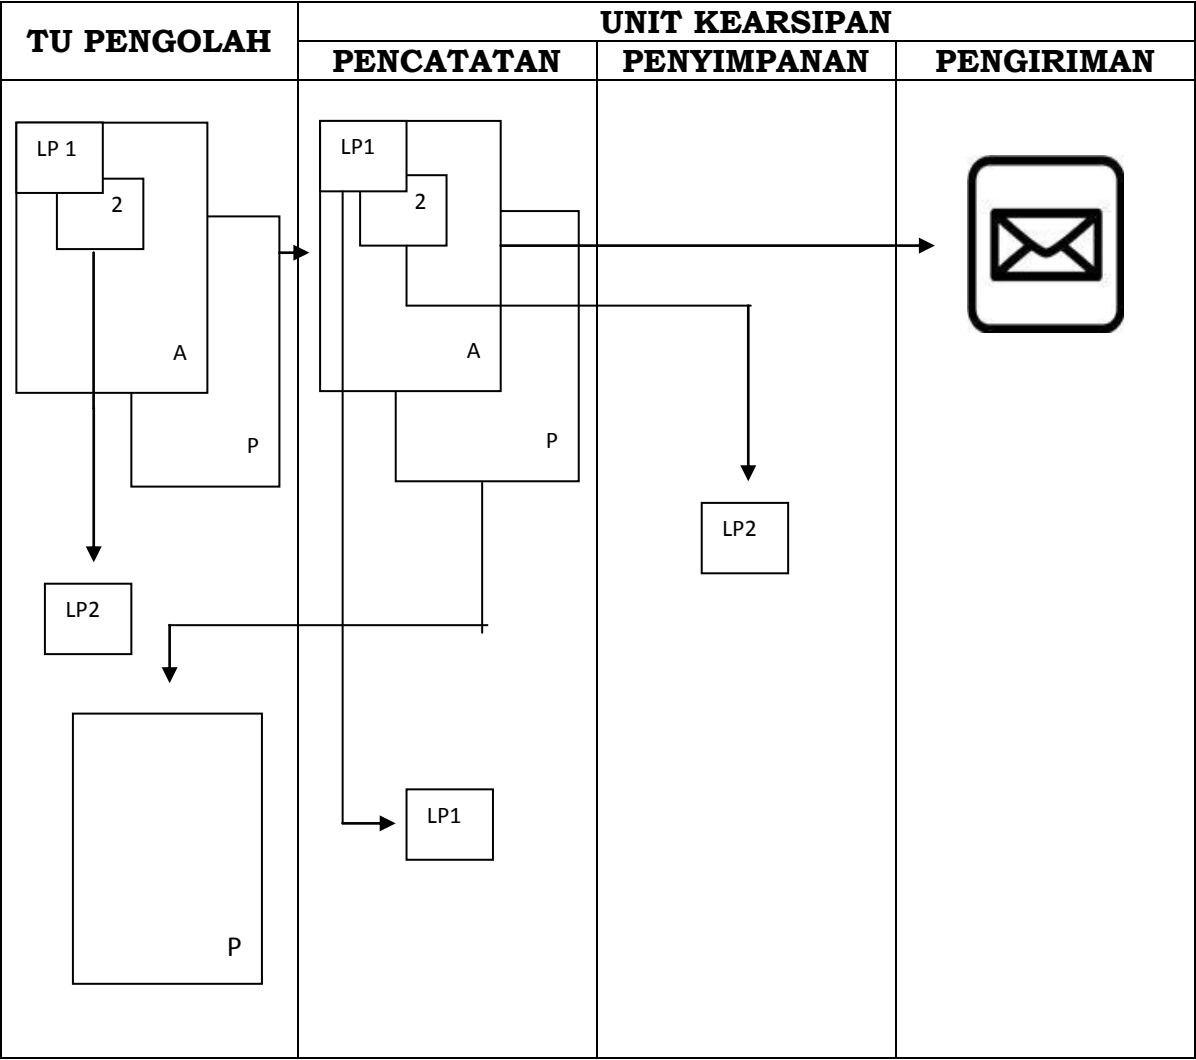 TU PENGOLAH
UNIT KEARSIPAN
PENCATATAN
PENYIMPANAN
PENGIRIMAN
LP 1
2
A
P
LP2
P
LP1
2
A
P
LP1
LP2